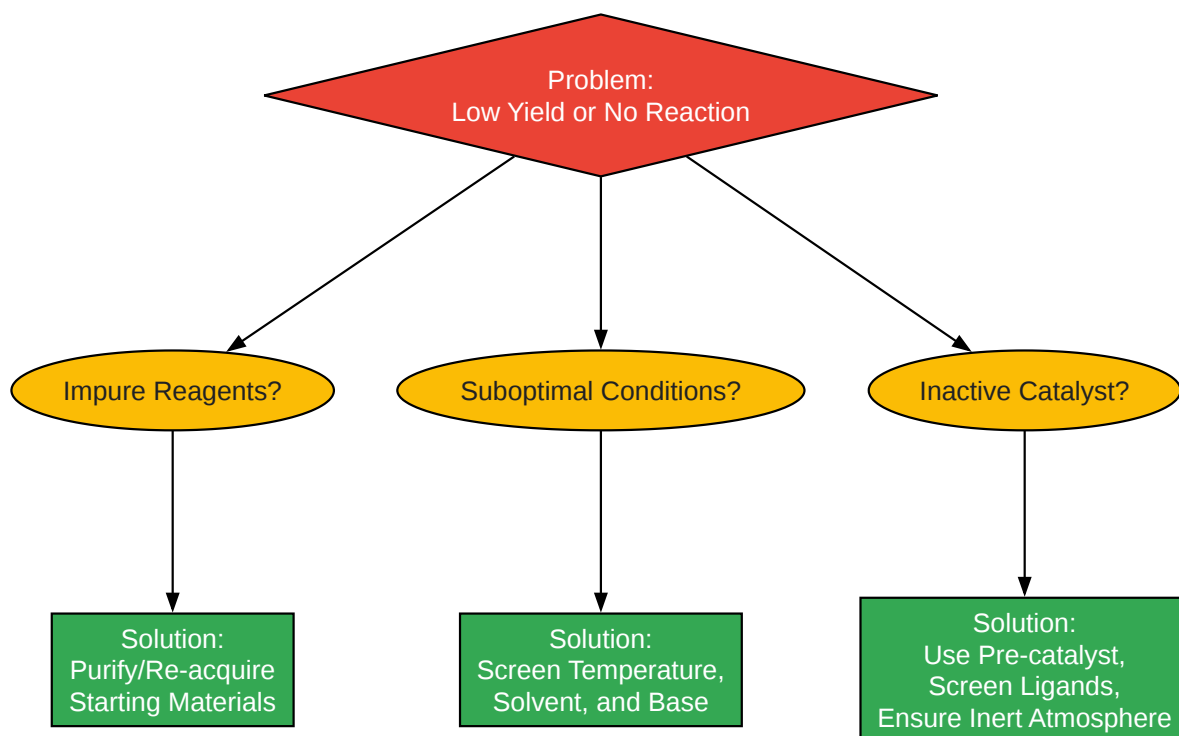 Problem:
Low Yield or No Reaction
Impure Reagents?
Suboptimal Conditions?
Inactive Catalyst?
Solution:
Purify/Re-acquire
Starting Materials
Solution:
Screen Temperature,
Solvent, and Base
Solution:
Use Pre-catalyst,
Screen Ligands,
Ensure Inert Atmosphere